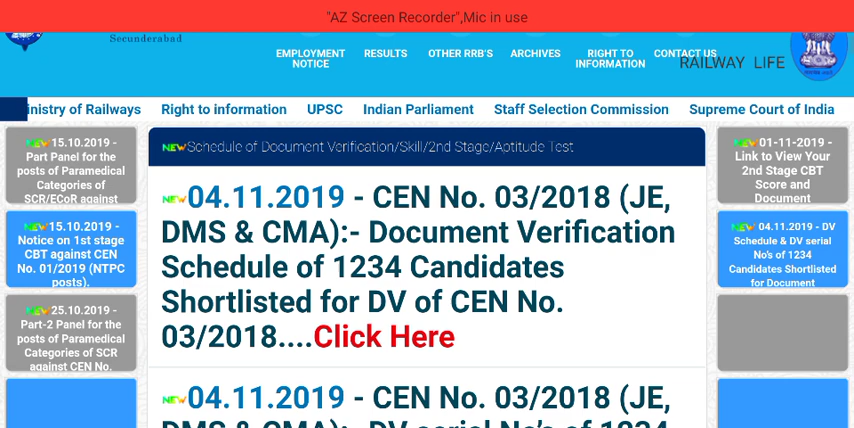 "AZ Screen Recorder",Mic in use
Secunderabad
EMPLOYMENT
NOTICE
RESULTS
OTHER RRB'S
ARCHIVES
RIGHT TO
INFORMATION
CONTACT US
RAILWAY LIFE
inistry of Railways
Right to information
UPSC
Indian Parliament
Staff Selection Commission
Supreme Court of India
NEW 15.10.2019 -
Part Panel for the
posts of Paramedical
Categories of
SCR/ECoR against
NEW 15.10.2019 -
Notice on 1st stage
CBT against CEN
No. 01/2019 (NTPC
posts).
NEW 25.10.2019 -
Part-2 Panel for the
posts of Paramedical
Categories of SCR
against CEN No.
NEW Schedule of Document Verification/Skill/2nd Stage/Aptitude Test
NEW 04.11.2019 - CEN No. 03/2018 (JE,
DMS & CMA):- Document Verification
Schedule of 1234 Candidates
Shortlisted for DV of CEN No.
03/2018....Click Here
NEW 04.11.2019 - CEN No. 03/2018 (JE,
DMS & CMA):- DV serial No's of 1234
NEW 01-11-2019 -
Link to View Your
2nd Stage CBT
Score and
Document
NEW 04.11.2019 - DV
Schedule & DV serial
No's of 1234
Candidates Shortlisted
for Document